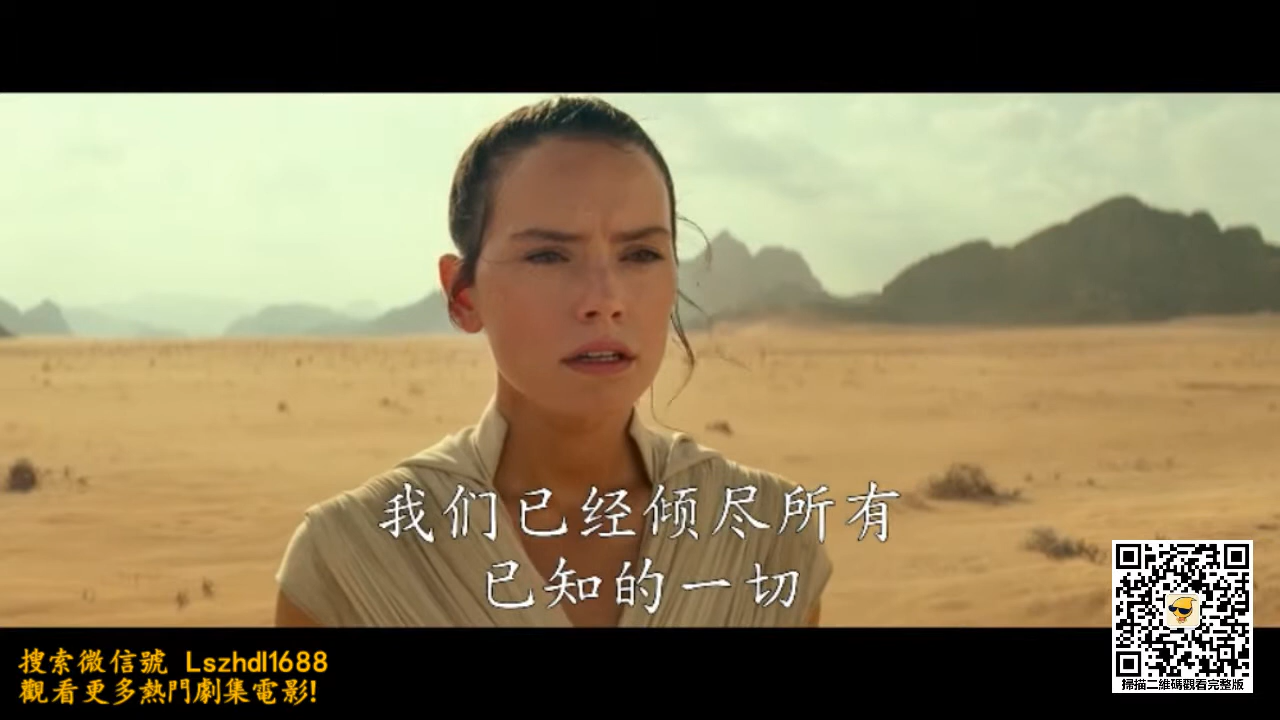 我们已经倾尽所有
已知的一切
搜索微信號 Lszhdl1688
觀看更多熱門劇集電影!
掃描二維碼觀看完整版